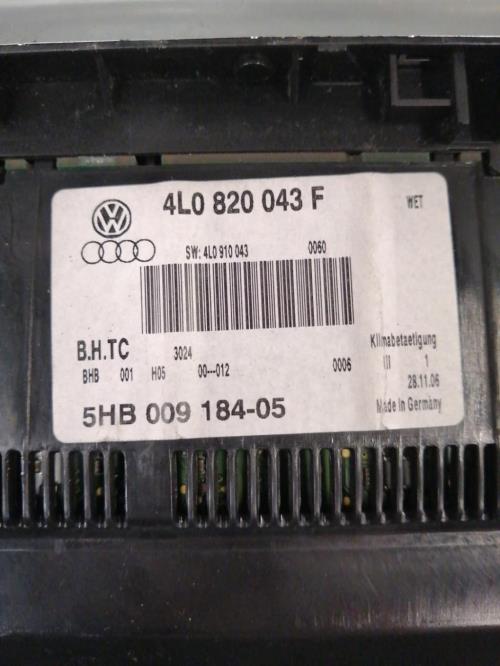 4L0 820 043 F
WET
VW
SW: 4L0 910 043 0060
B.H.TC 3024
Klimabetaetigung
BHB 001 H05 00---012 0006
III 1
28.11.06
5HB 009 184-05
Made in Germany